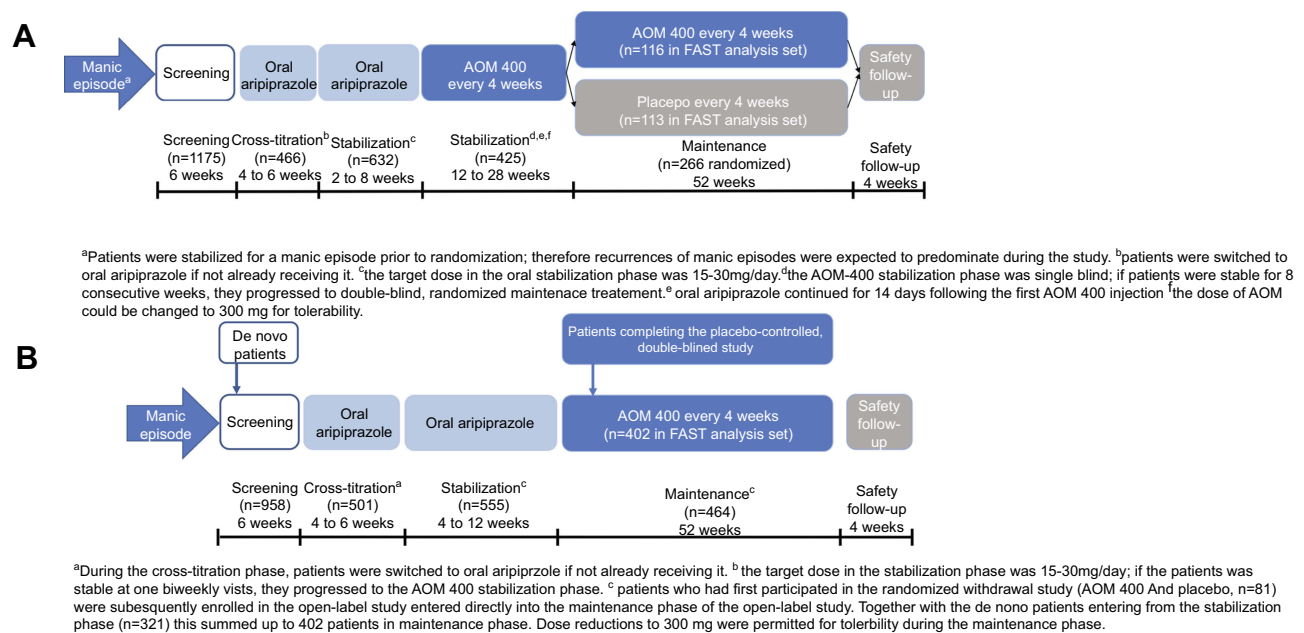 A
Manic
episodeᵃ
Screening
Oral
aripiprazole
Oral
aripiprazole
AOM 400
every 4 weeks
AOM 400 every 4 weeks
(n=116 in FAST analysis set)
Placepo every 4 weeks
(n=113 in FAST analysis set)
Safety
follow-
up
Screening
(n=1175)
6 weeks
Cross-titrationᵇ
(n=466)
4 to 6 weeks
Stabilizationᶜ
(n=632)
2 to 8 weeks
Stabilizationᵈ,ᵉ,ᶠ
(n=425)
12 to 28 weeks
Maintenance
(n=266 randomized)
52 weeks
Safety
follow-up
4 weeks
ᵃPatients were stabilized for a manic episode prior to randomization; therefore recurrences of manic episodes were expected to predominate during the study. ᵇpatients were switched to
oral aripiprazole if not already receiving it. ᶜthe target dose in the oral stabilization phase was 15-30mg/day.ᵈthe AOM-400 stabilization phase was single blind; if patients were stable for 8
consecutive weeks, they progressed to double-blind, randomized maintenace treatement.ᵉ oral aripiprazole continued for 14 days following the first AOM 400 injection ᶠthe dose of AOM
could be changed to 300 mg for tolerability.
B
De novo
patients
Patients completing the placebo-controlled,
double-blined study
Manic
episode
Screening
Oral
aripiprazole
Oral aripiprazole
AOM 400 every 4 weeks
(n=402 in FAST analysis set)
Safety
follow-
up
Screening
(n=958)
6 weeks
Cross-titrationᵃ
(n=501)
4 to 6 weeks
Stabilizationᶜ
(n=555)
4 to 12 weeks
Maintenanceᶜ
(n=464)
52 weeks
Safety
follow-up
4 weeks
ᵃDuring the cross-titration phase, patients were switched to oral aripiprzole if not already receiving it. ᵇ the target dose in the stabilization phase was 15-30mg/day; if the patients was
stable at one biweekly vists, they progressed to the AOM 400 stabilization phase. ᶜ patients who had first participated in the randomized withdrawal study (AOM 400 And placebo, n=81)
were subesquently enrolled in the open-label study entered directly into the maintenance phase of the open-label study. Together with the de nono patients entering from the stabilization
phase (n=321) this summed up to 402 patients in maintenance phase. Dose reductions to 300 mg were permitted for tolerbility during the maintenance phase.